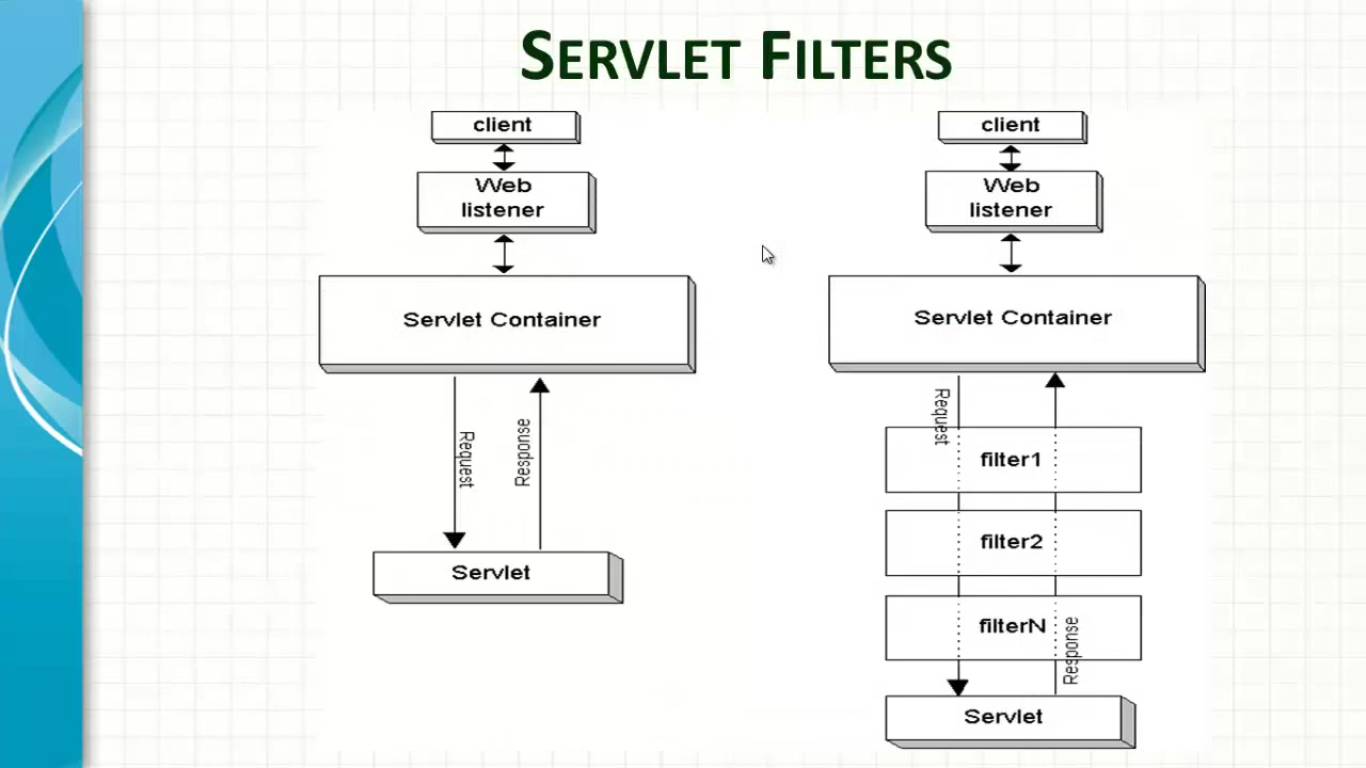 SERVLET FILTERS
client
Web
listener
Servlet Container
Request
Response
Servlet
client
Web
listener
Servlet Container
Request
filter1
filter2
filterN
Response
Servlet